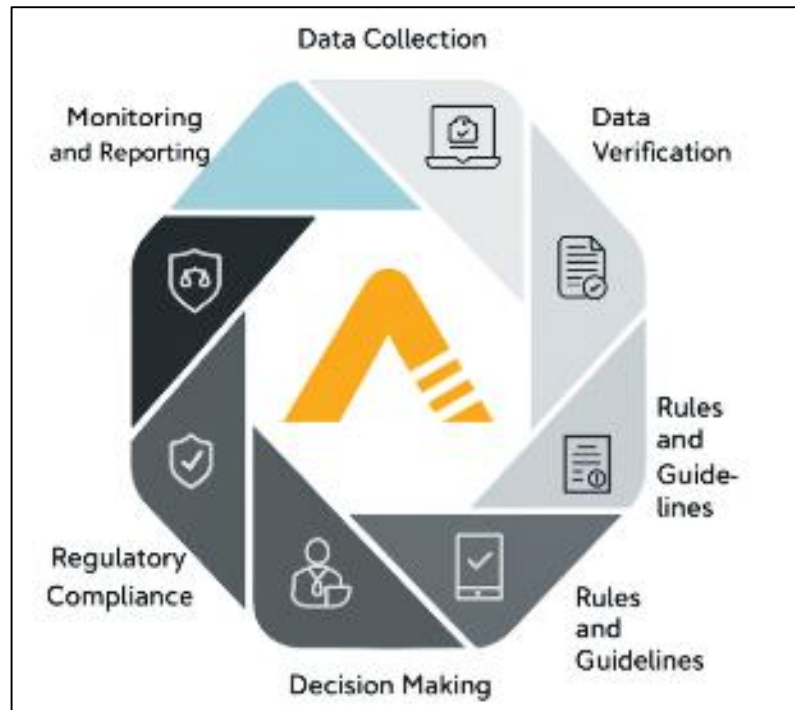 Data Collection
Data
Verification
Rules
and
Guide-
lines
Rules
and
Guidelines
Decision Making
Regulatory
Compliance
Monitoring
and Reporting